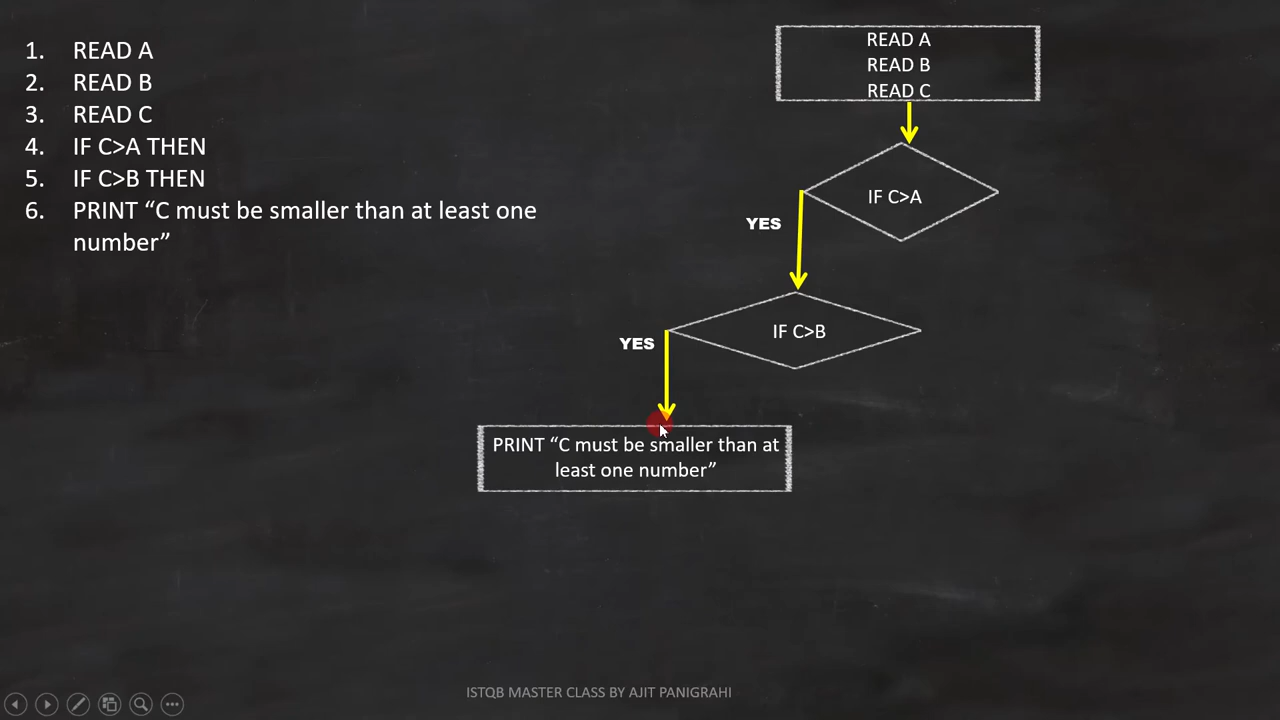 1. READ A
2. READ B
3. READ C
4. IF C>A THEN
5. IF C>B THEN
6. PRINT “C must be smaller than at least one
number”
READ A
READ B
READ C
IF C>A
YES
IF C>B
YES
PRINT “C must be smaller than at
least one number”
ISTQB MASTER CLASS BY AJIT PANIGRAHI